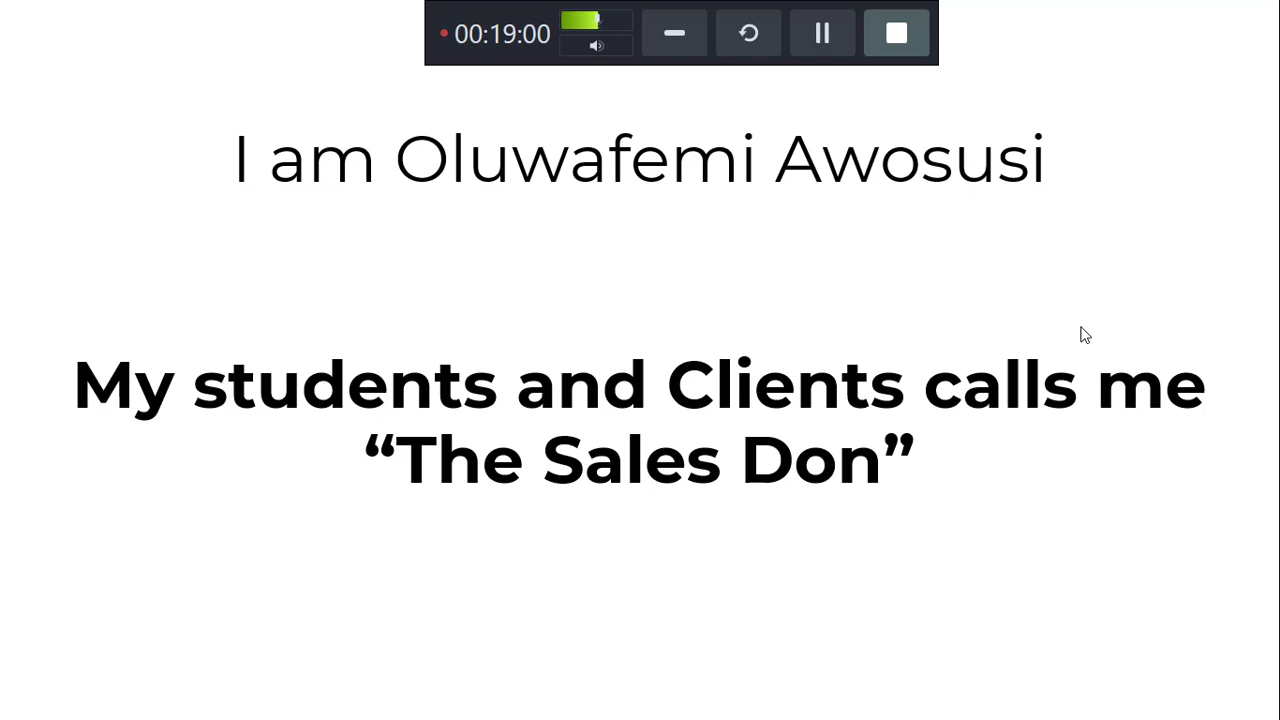 00:19:00
I am Oluwafemi Awosusi
My students and Clients calls me
“The Sales Don”